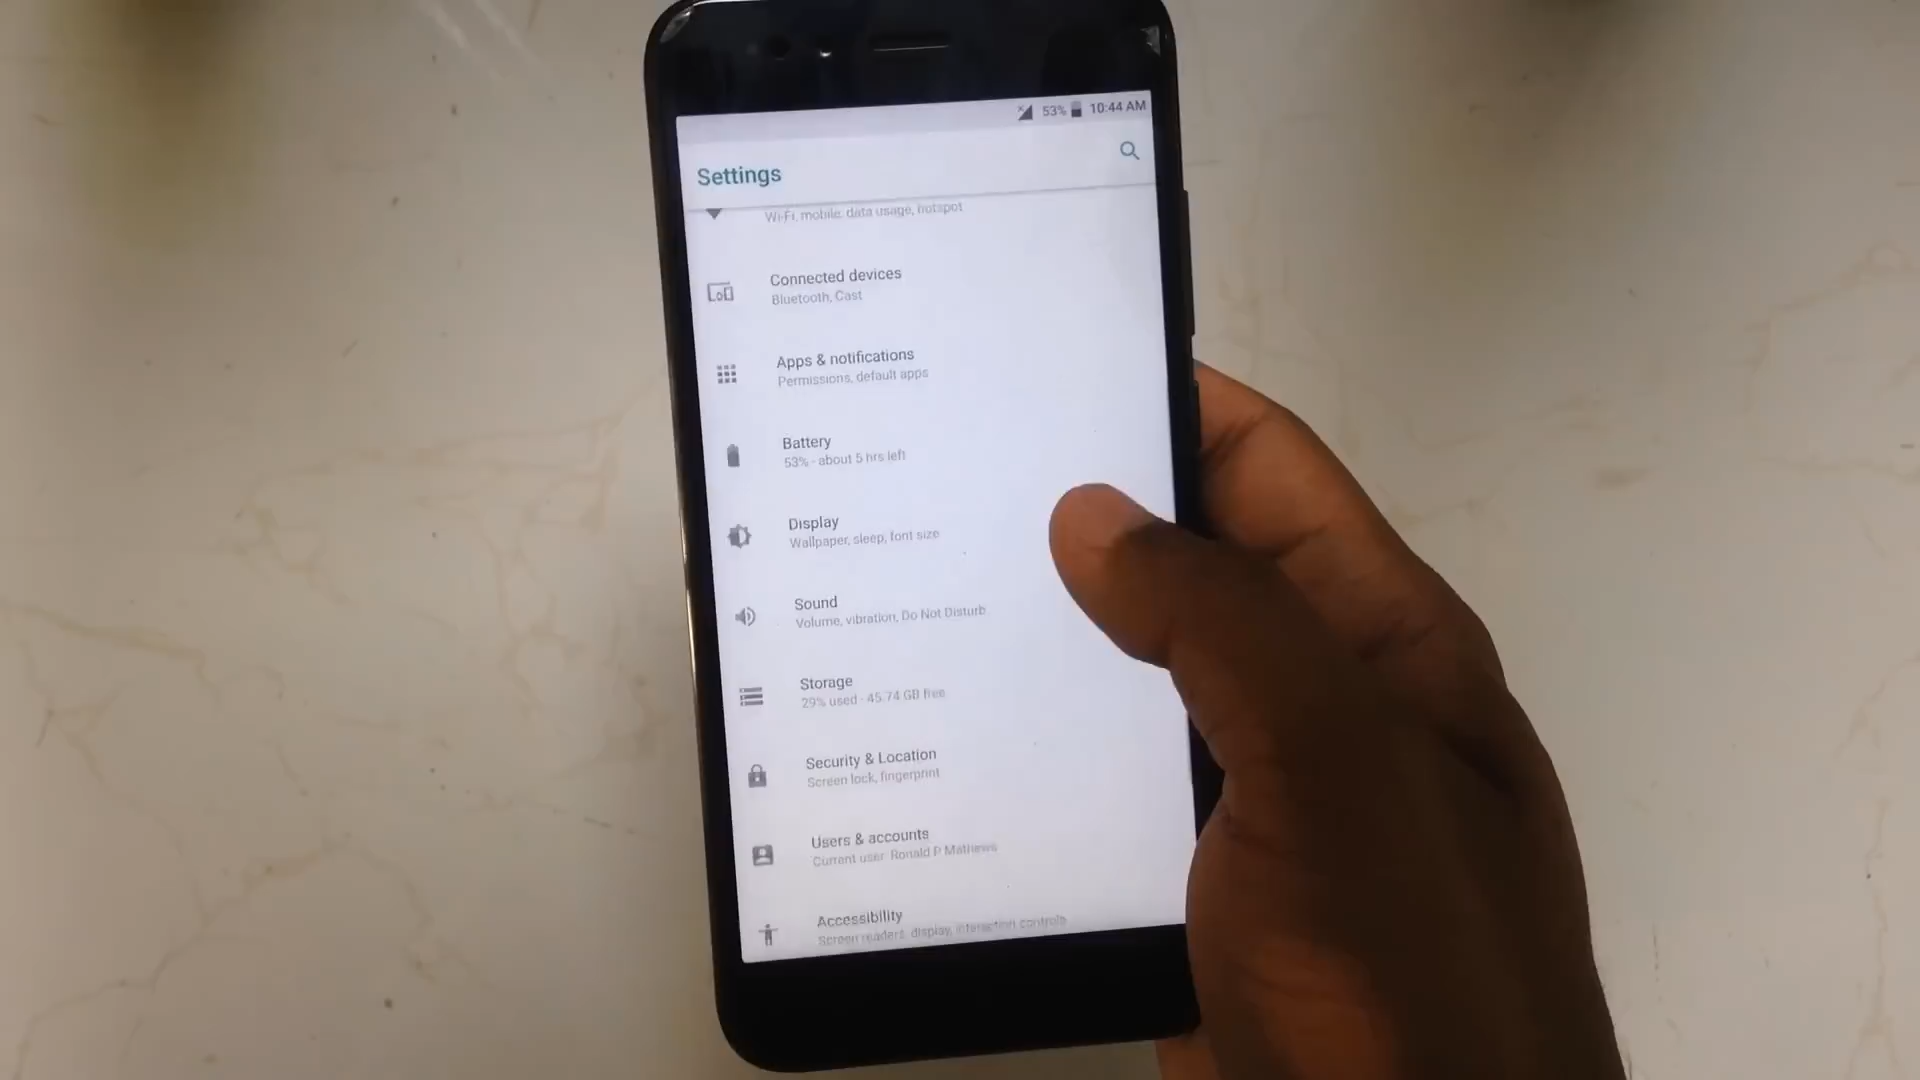 53% 10:44 AM
Settings
Wi-Fi, mobile, data usage, hotspot
Connected devices
Bluetooth, Cast
Apps & notifications
Permissions, default apps
Battery
53% - about 5 hrs left
Display
Wallpaper, sleep, font size
Sound
Volume, vibration, Do Not Disturb
Storage
29% used - 45.74 GB free
Security & Location
Screen lock, fingerprint
Users & accounts
Current user: Ronald P Mathews
Accessibility
Screen readers, display, interaction controls